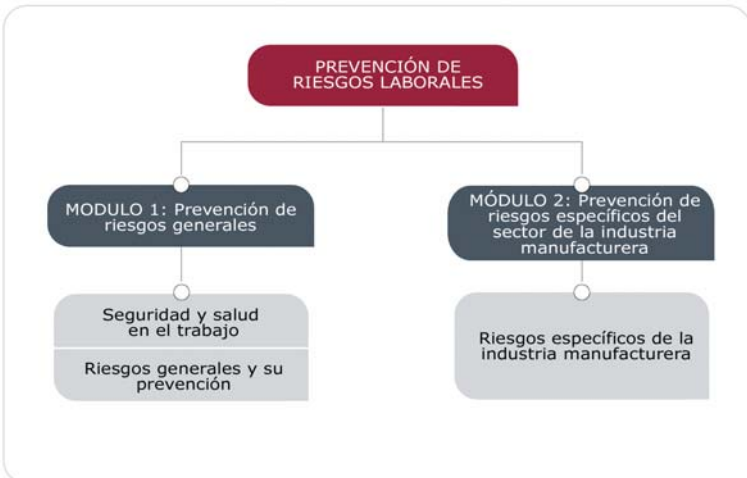 PREVENCIÓN DE
RIESGOS LABORALES
MODULO 1: Prevención de
riesgos generales
Seguridad y salud
en el trabajo
Riesgos generales y su
prevención
MÓDULO 2: Prevención de
riesgos específicos del
sector de la industria
manufacturera
Riesgos específicos de la
industria manufacturera